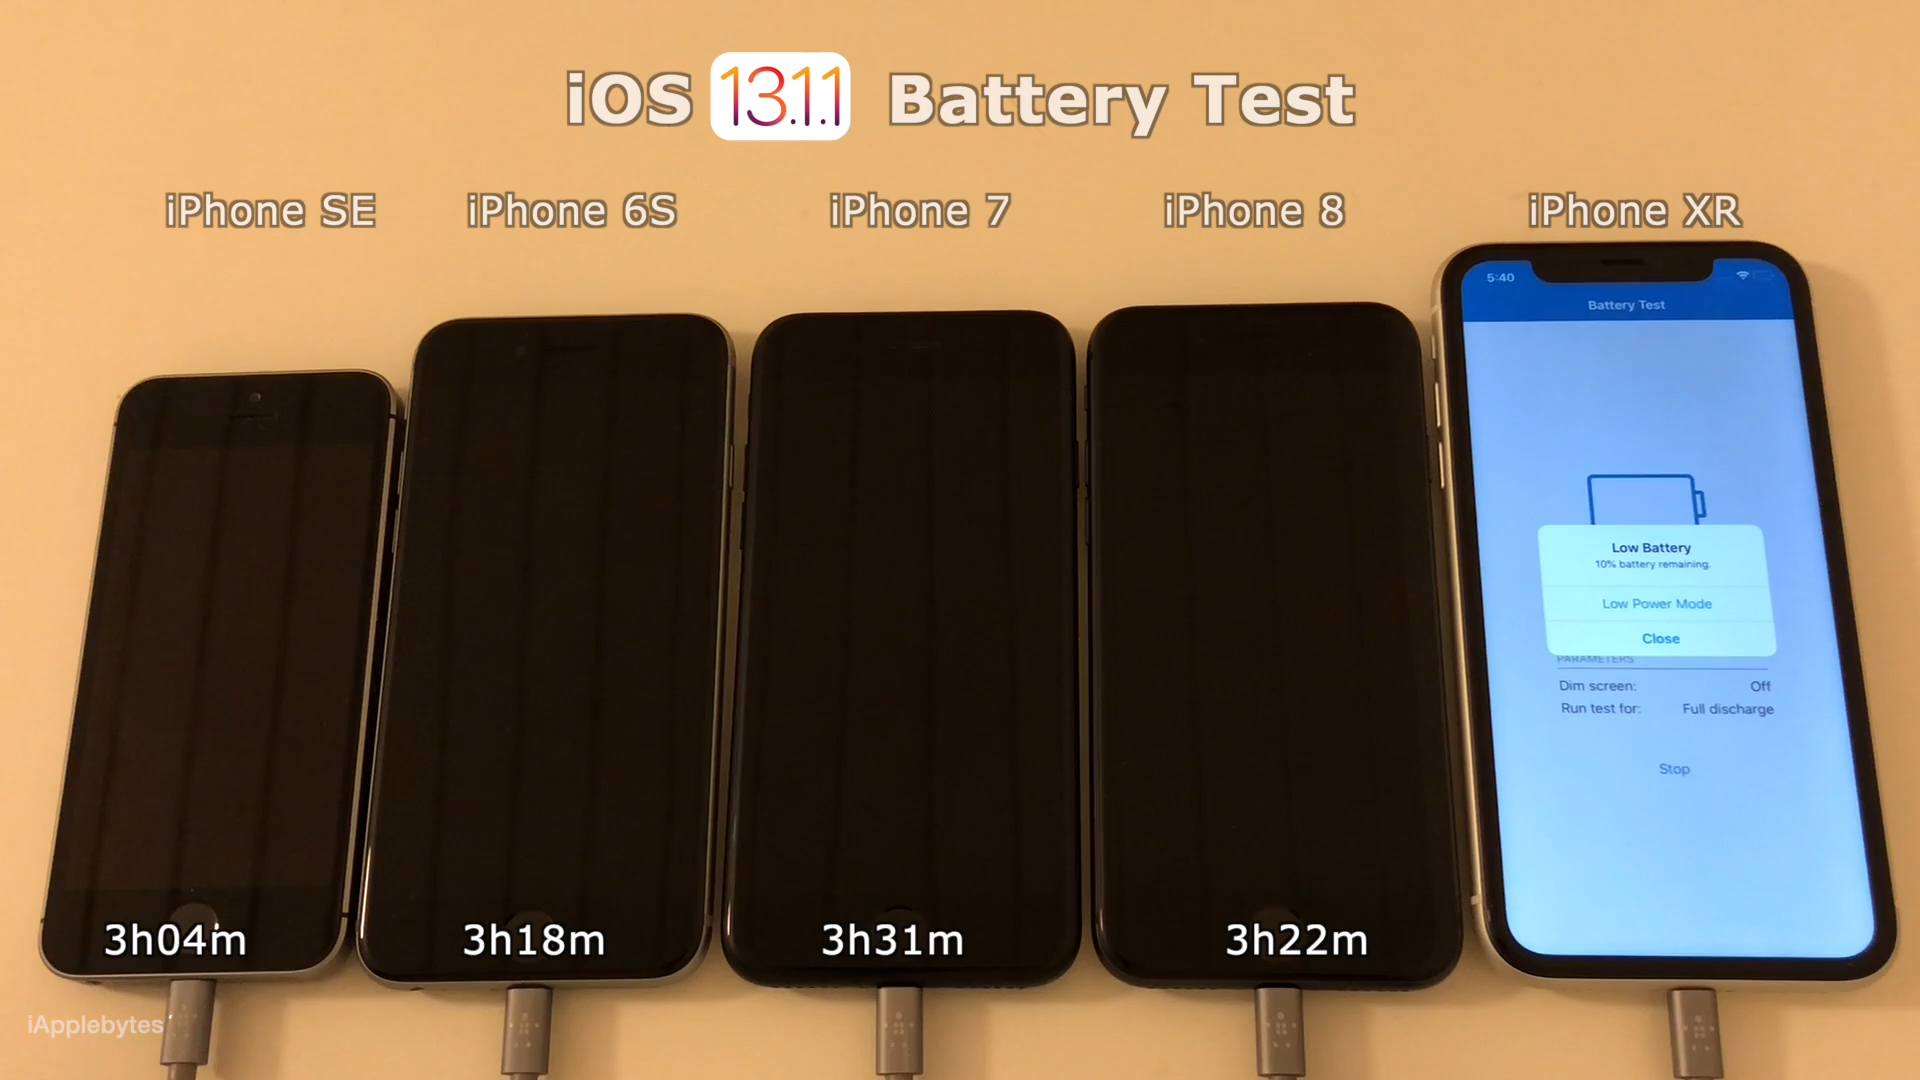 iOS 13.1.1 Battery Test
iPhone SE
iPhone 6S
iPhone 7
iPhone 8
iPhone XR
5:40
Battery Test
Low Battery
10% battery remaining.
Low Power Mode
Close
PARAMETERS
Dim screen: Off
Run test for: Full discharge
Stop
3h04m
3h18m
3h31m
3h22m
iApplebytes